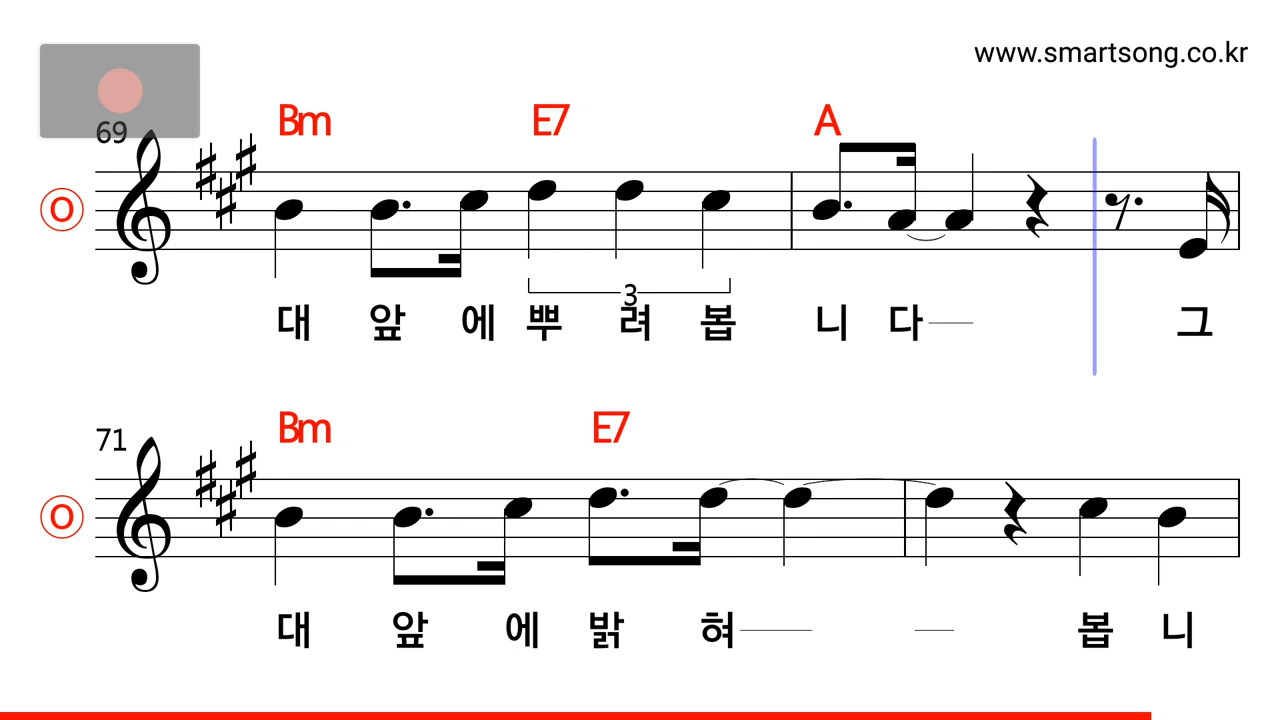 www.smartsong.co.kr
69
Bm E7 A
O
3
대 앞 에 뿌 려 봅 니 다 그
71
Bm E7
O
대 앞 에 밝 혀 봅 니